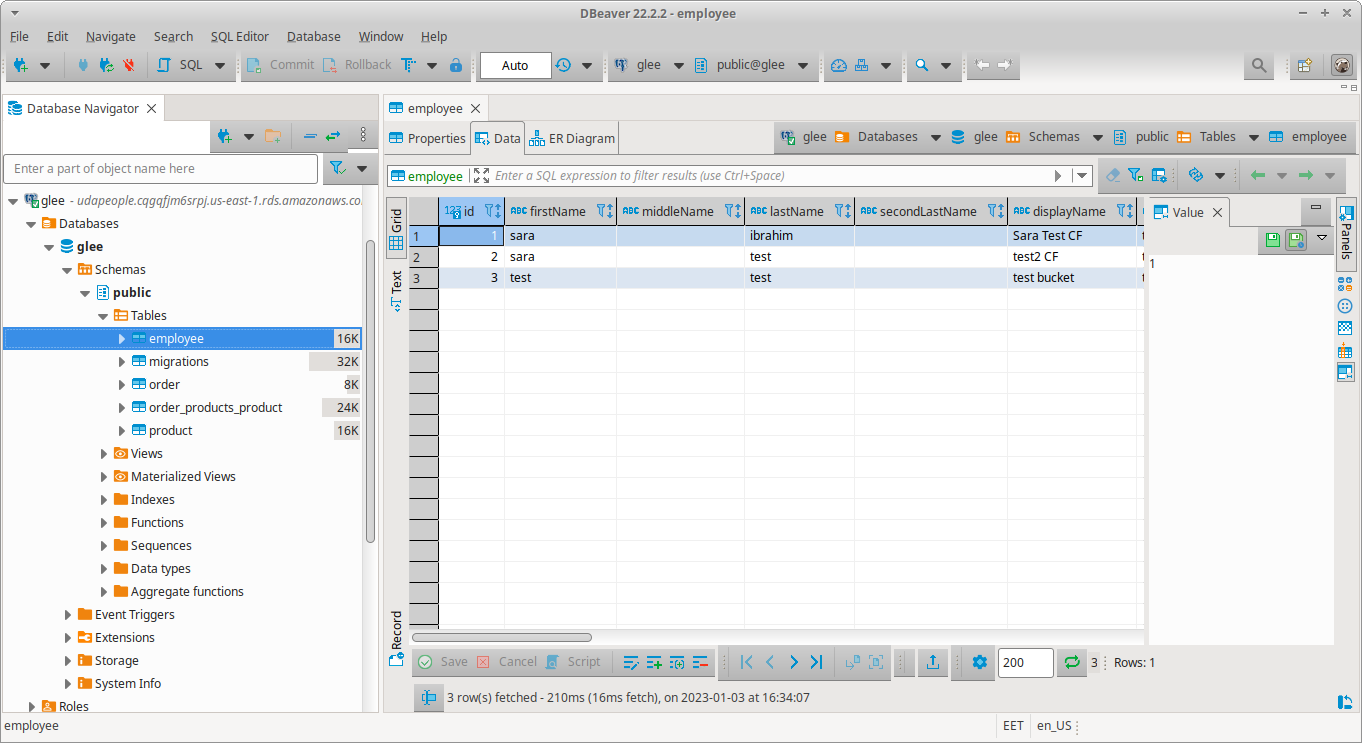 DBeaver 22.2.2 - employee
File Edit Navigate Search SQL Editor Database Window Help
SQL Commit Rollback Auto glee public@glee
Database Navigator
Enter a part of object name here
glee - udapeople.cqgqfjm6srpj.us-east-1.rds.amazonaws.co
Databases
glee
Schemas
public
Tables
employee 16K
migrations 32K
order 8K
order_products_product 24K
product 16K
Views
Materialized Views
Indexes
Functions
Sequences
Data types
Aggregate functions
Event Triggers
Extensions
Storage
System Info
Roles
employee
Properties Data ER Diagram
glee Databases glee Schemas public Tables employee
employee Enter a SQL expression to filter results (use Ctrl+Space)
Grid
Text
Record
123 id ABC firstName ABC middleName ABC lastName ABC secondLastName ABC displayName
1 1 sara ibrahim Sara Test CF
2 2 sara test test2 CF
3 3 test test test bucket
Value
1
Panels
Save Cancel Script 200 3 Rows: 1
3 row(s) fetched - 210ms (16ms fetch), on 2023-01-03 at 16:34:07
employee EET en_US